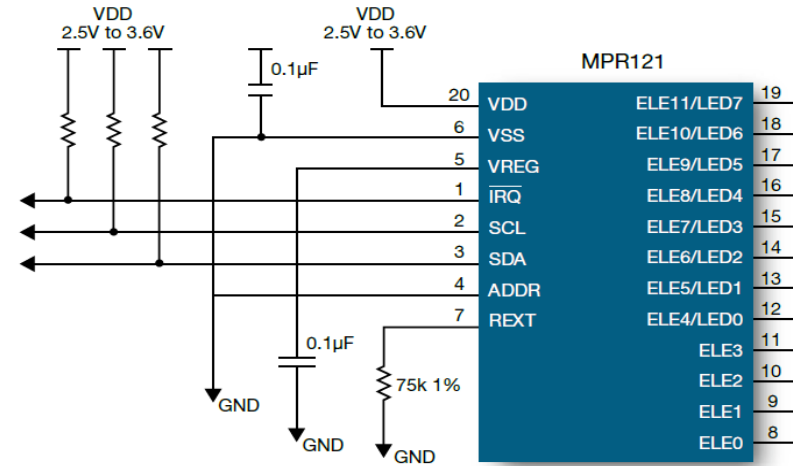 VDD
2.5V to 3.6V
VDD
2.5V to 3.6V
0.1µF
MPR121
20 VDD ELE11/LED7 19
6 VSS ELE10/LED6 18
5 VREG ELE9/LED5 17
1 IRQ ELE8/LED4 16
2 SCL ELE7/LED3 15
3 SDA ELE6/LED2 14
4 ADDR ELE5/LED1 13
7 REXT ELE4/LED0 12
ELE3 11
ELE2 10
ELE1 9
ELE0 8
0.1µF
75k 1%
GND
GND
GND